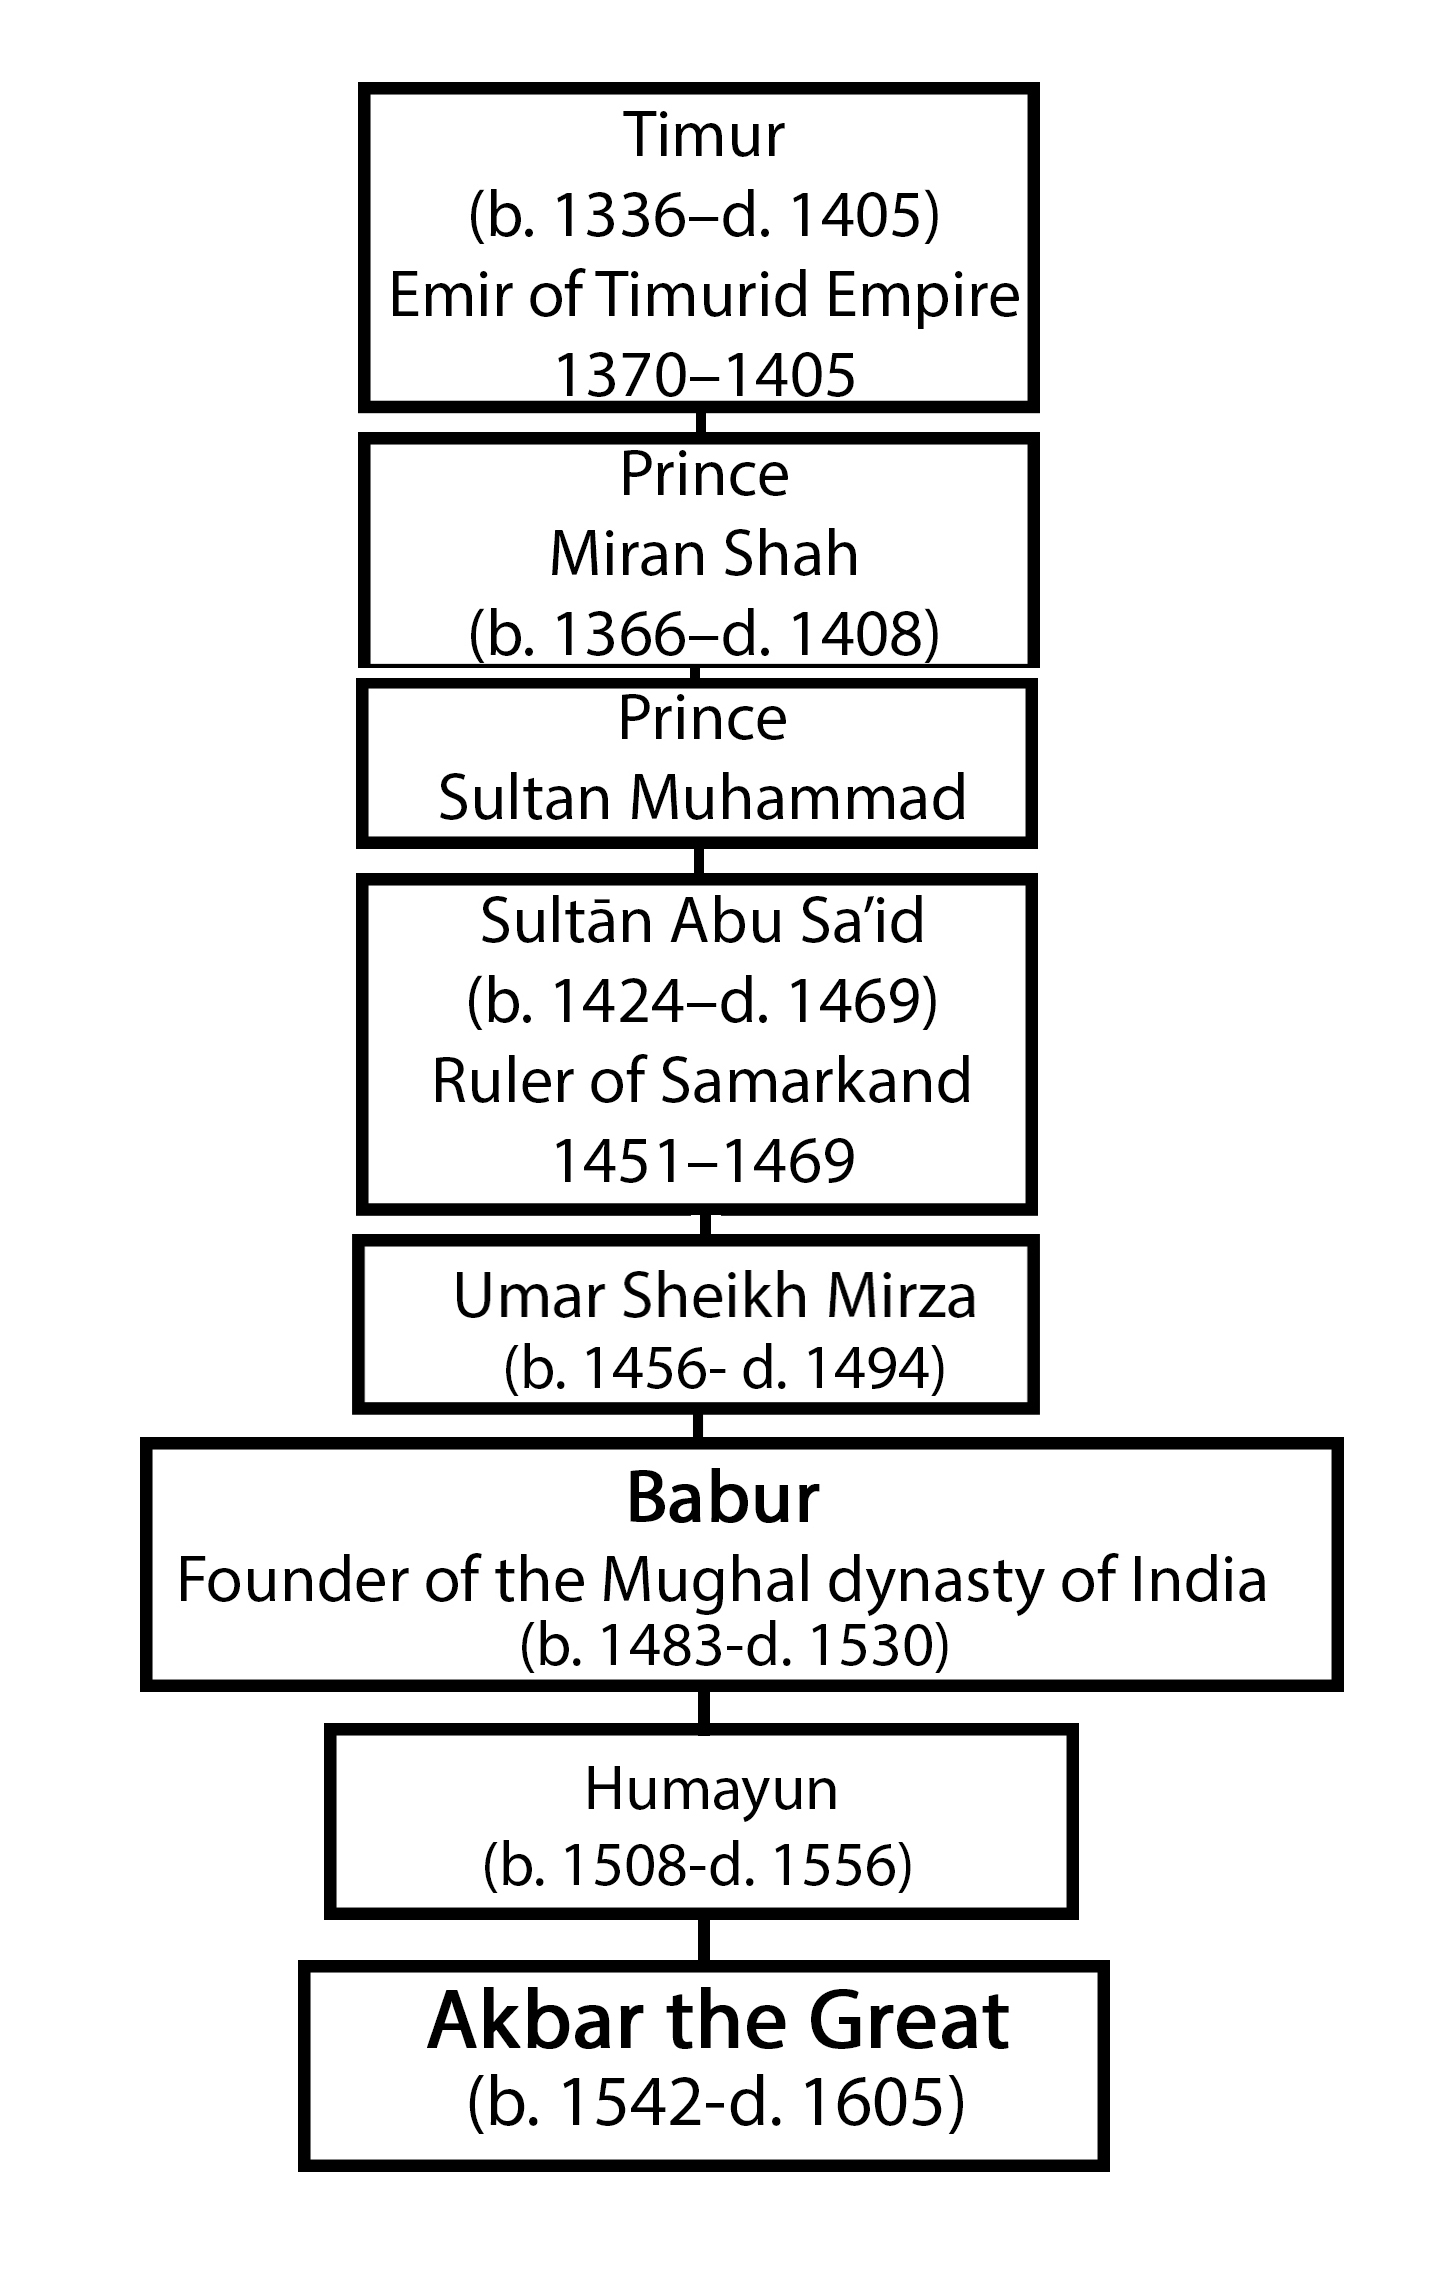 Timur
(b. 1336–d. 1405)
Emir of Timurid Empire
1370–1405
Prince
Miran Shah
(b. 1366–d. 1408)
Prince
Sultan Muhammad
Sultān Abu Sa’id
(b. 1424–d. 1469)
Ruler of Samarkand
1451–1469
Umar Sheikh Mirza
(b. 1456- d. 1494)
Babur
Founder of the Mughal dynasty of India
(b. 1483-d. 1530)
Humayun
(b. 1508-d. 1556)
Akbar the Great
(b. 1542-d. 1605)